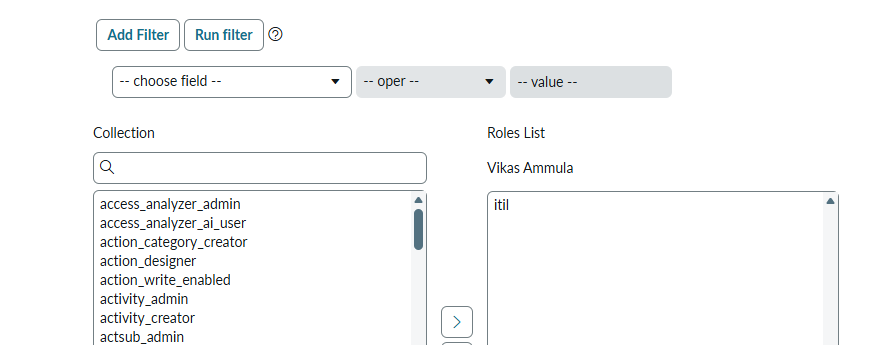 Add Filter Run filter
-- choose field -- -- oper -- -- value --
Collection
Roles List
Vikas Ammula
access_analyzer_admin
access_analyzer_ai_user
action_category_creator
action_designer
action_write_enabled
activity_admin
activity_creator
actsub_admin
itil